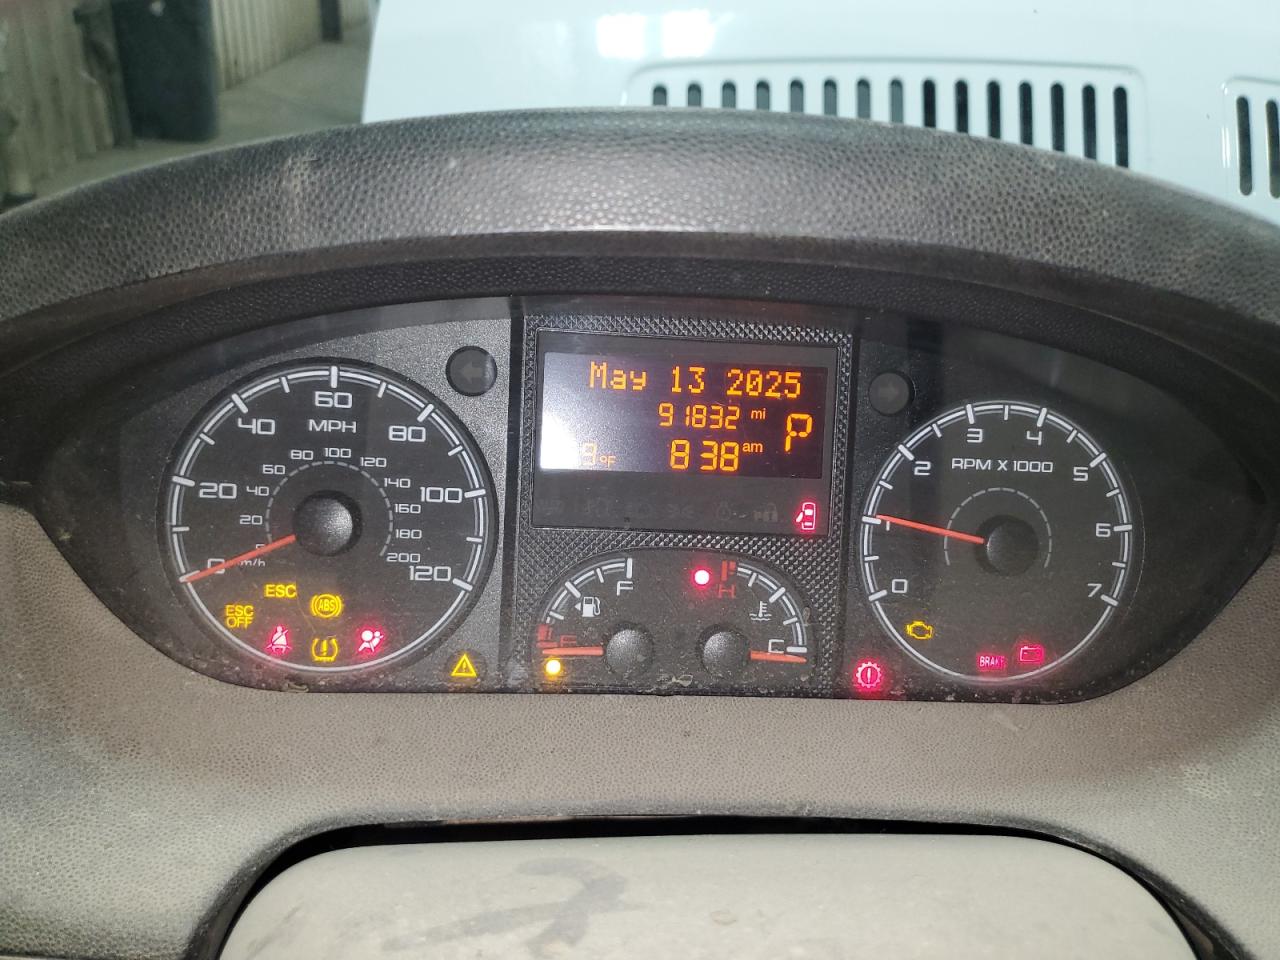 May 13 2025
91832 mi
P
°F 838 am
60
MPH
40 80
20 100
0 120
80 100 120
60 140
40 160
20 180
km/h 200
ESC
ESC OFF
ABS
F
H
E
C
3 4
2 5
RPM X 1000
1 6
0 7
BRAKE